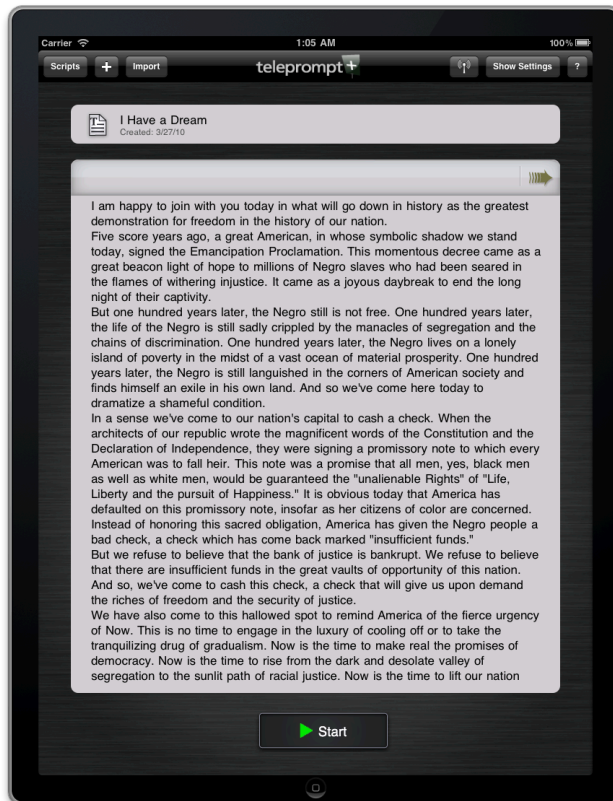 Carrier 1:05 AM 100%
Scripts + Import teleprompt+ Show Settings ?
I Have a Dream
Created: 3/27/10
I am happy to join with you today in what will go down in history as the greatest
demonstration for freedom in the history of our nation.
Five score years ago, a great American, in whose symbolic shadow we stand
today, signed the Emancipation Proclamation. This momentous decree came as a
great beacon light of hope to millions of Negro slaves who had been seared in
the flames of withering injustice. It came as a joyous daybreak to end the long
night of their captivity.
But one hundred years later, the Negro still is not free. One hundred years later,
the life of the Negro is still sadly crippled by the manacles of segregation and the
chains of discrimination. One hundred years later, the Negro lives on a lonely
island of poverty in the midst of a vast ocean of material prosperity. One hundred
years later, the Negro is still languished in the corners of American society and
finds himself an exile in his own land. And so we've come here today to
dramatize a shameful condition.
In a sense we've come to our nation's capital to cash a check. When the
architects of our republic wrote the magnificent words of the Constitution and the
Declaration of Independence, they were signing a promissory note to which every
American was to fall heir. This note was a promise that all men, yes, black men
as well as white men, would be guaranteed the "unalienable Rights" of "Life,
Liberty and the pursuit of Happiness." It is obvious today that America has
defaulted on this promissory note, insofar as her citizens of color are concerned.
Instead of honoring this sacred obligation, America has given the Negro people a
bad check, a check which has come back marked "insufficient funds."
But we refuse to believe that the bank of justice is bankrupt. We refuse to believe
that there are insufficient funds in the great vaults of opportunity of this nation.
And so, we've come to cash this check, a check that will give us upon demand
the riches of freedom and the security of justice.
We have also come to this hallowed spot to remind America of the fierce urgency
of Now. This is no time to engage in the luxury of cooling off or to take the
tranquilizing drug of gradualism. Now is the time to make real the promises of
democracy. Now is the time to rise from the dark and desolate valley of
segregation to the sunlit path of racial justice. Now is the time to lift our nation
Start